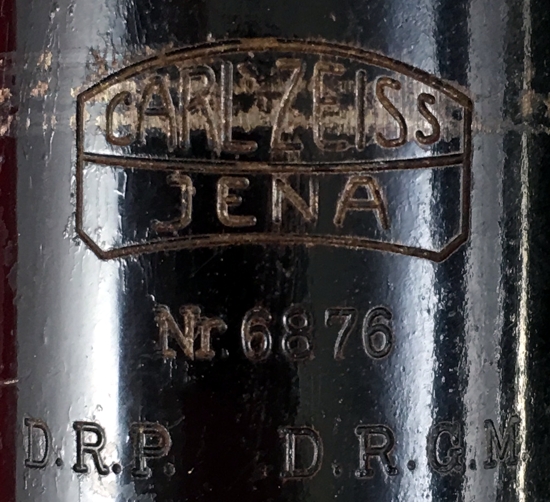 CARL ZEISS
JENA
Nr. 6876
D.R.P. D.R.G.M.